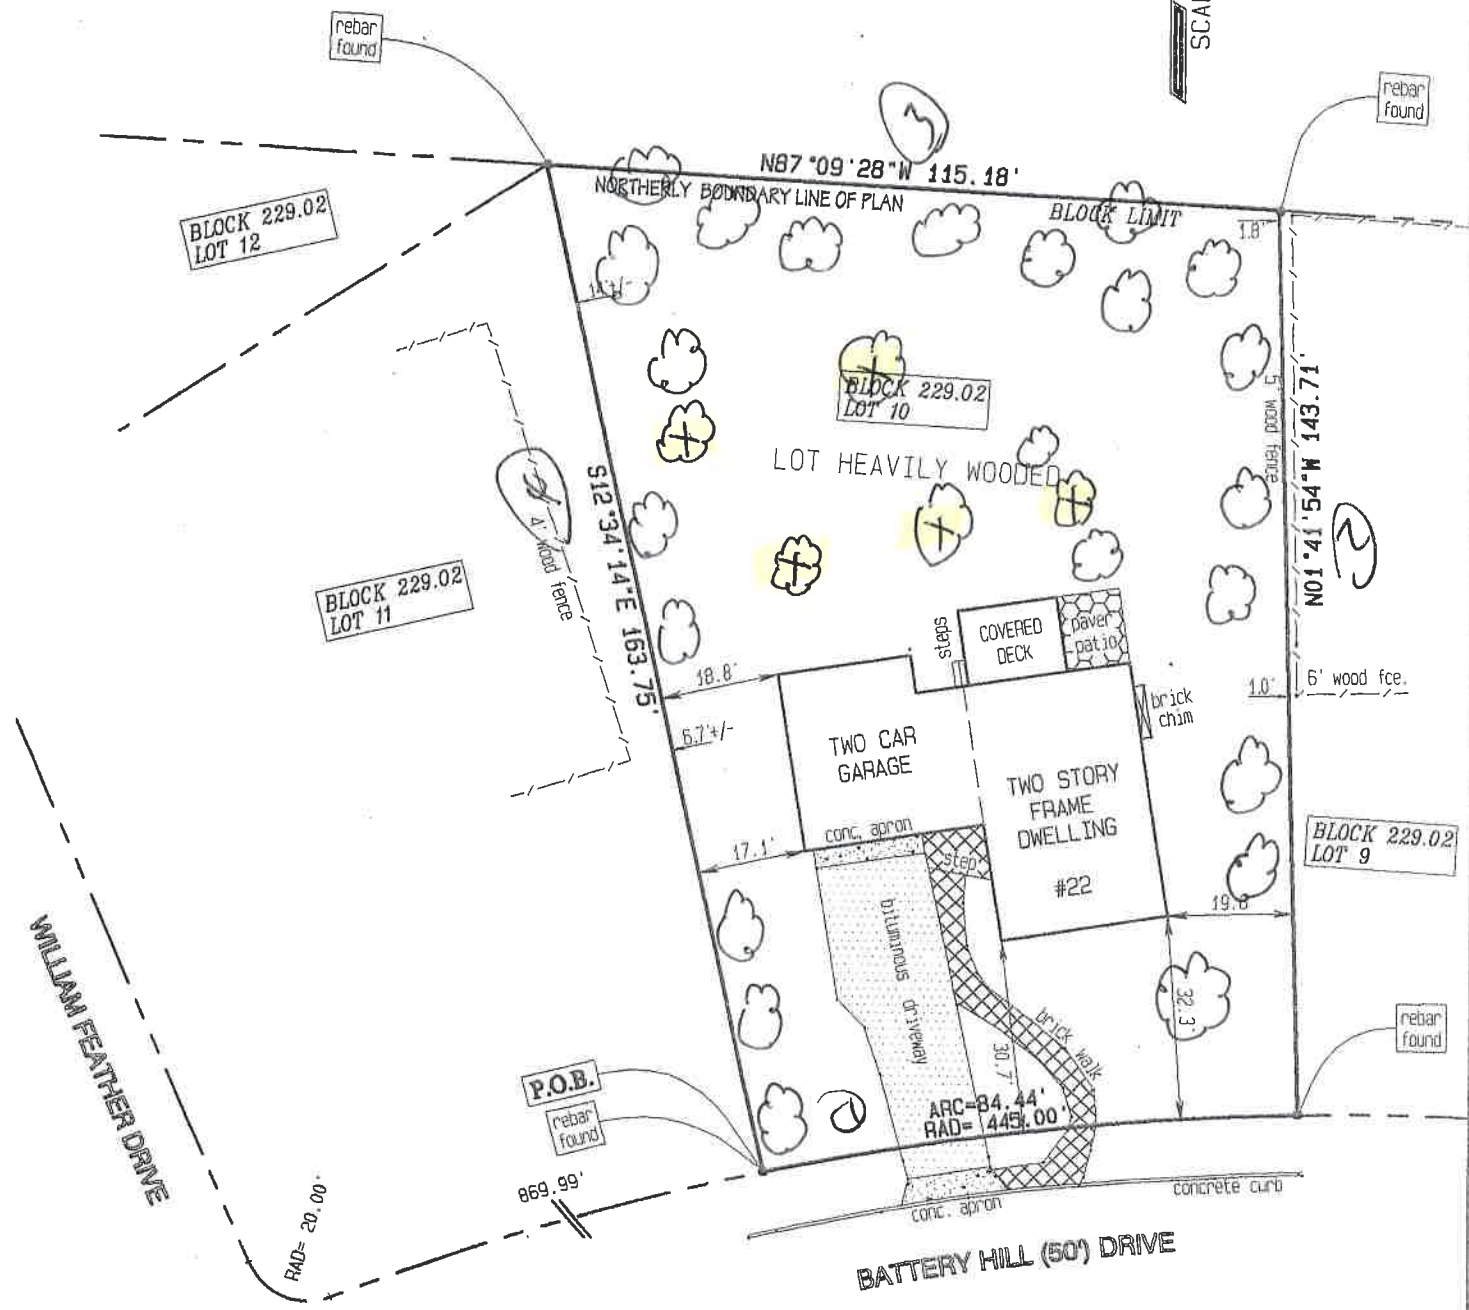 SCAL
rebar
found
rebar
found
N87°09'28"W 115.18'
NORTHERLY BOUNDARY LINE OF PLAN
BLOCK LIMIT
BLOCK 229.02
LOT 12
1.8'
14'+/-
BLOCK 229.02
LOT 10
LOT HEAVILY WOODED
5' wood fence
N01°41'54"W 143.71'
2
S12°34'14"E 163.75'
4' wood fence
BLOCK 229.02
LOT 11
steps
COVERED
DECK
paver
patio
18.8'
6.7'+/-
1.0'
6' wood fce.
brick
chim
TWO CAR
GARAGE
TWO STORY
FRAME
DWELLING
#22
conc. apron
17.1'
step
BLOCK 229.02
LOT 9
bituminous driveway
32.3'
30.7'
brick walk
rebar
found
P.O.B.
rebar
found
ARC=84.44'
RAD= 445.00'
WILLIAM FEATHER DRIVE
RAD= 20.00'
869.99'
conc. apron
concrete curb
BATTERY HILL (50') DRIVE